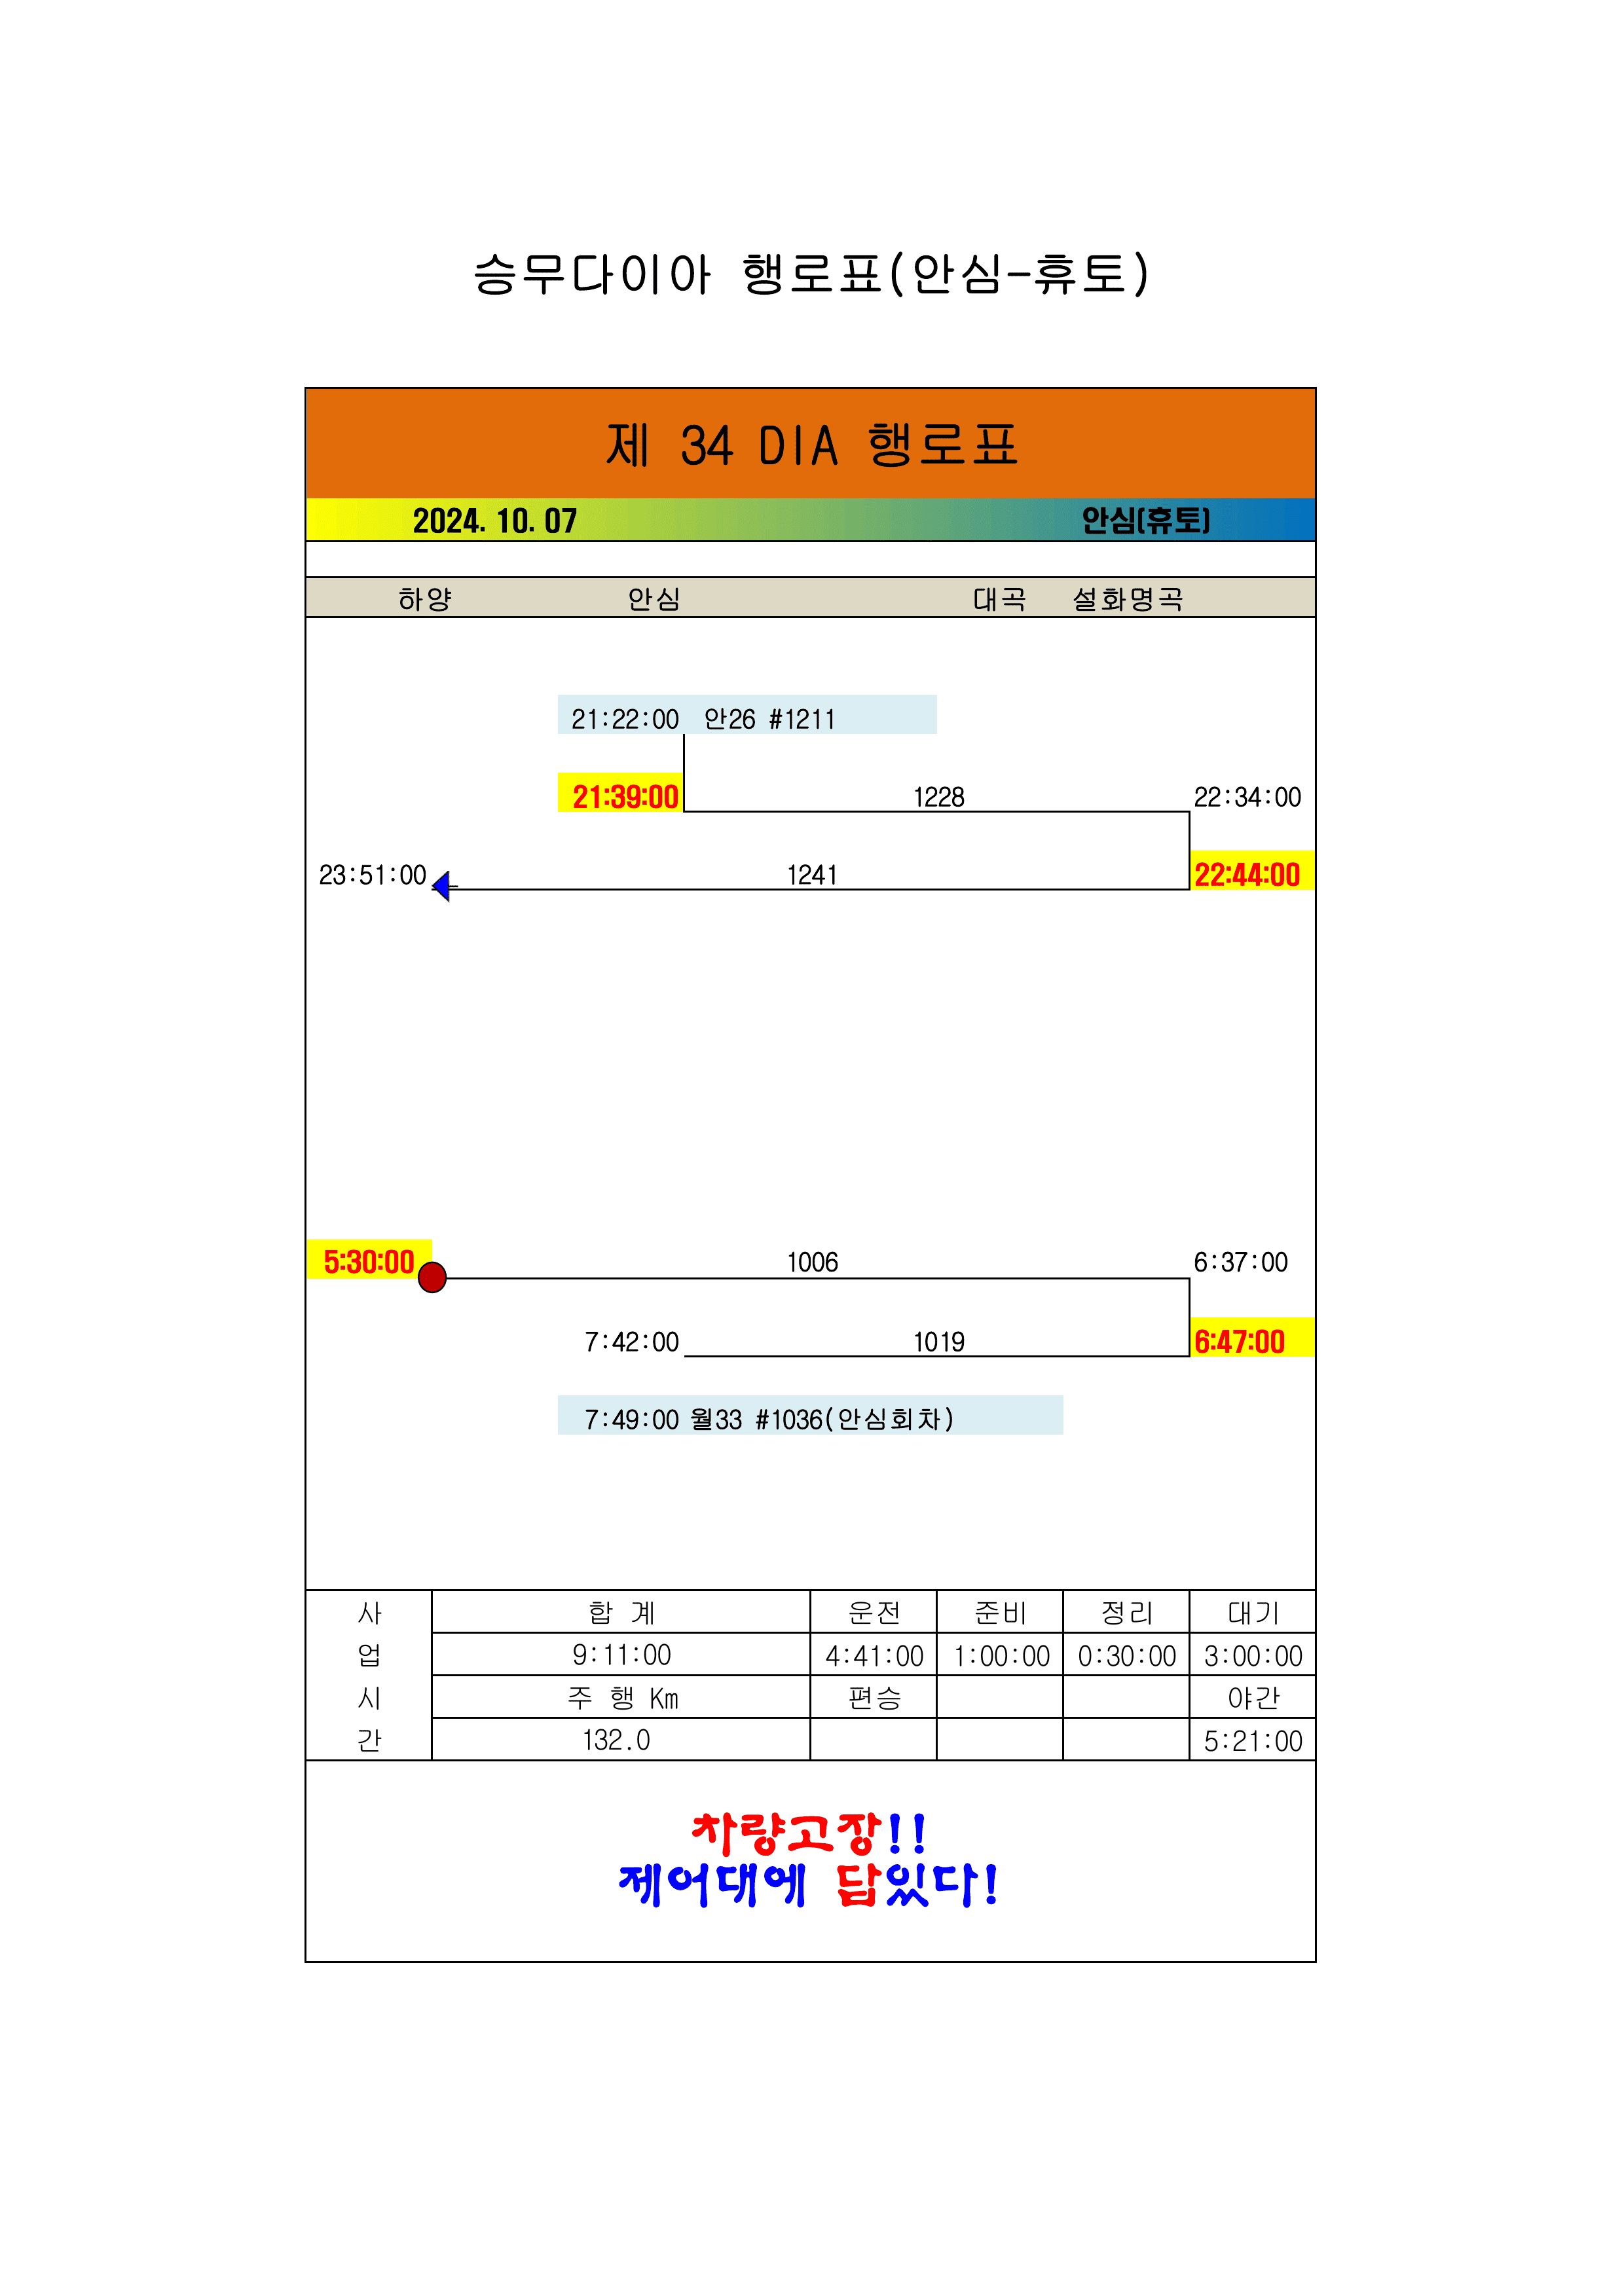 승무다이아 행로표(안심-휴토)
제 34 DIA 행로표
2024. 10. 07 안심(휴토)
하양 안심 대곡 설화명곡
21:22:00 안26 #1211
21:39:00 1228 22:34:00
23:51:00 1241 22:44:00
5:30:00 1006 6:37:00
7:42:00 1019 6:47:00
7:49:00 월33 #1036(안심회차)
사 합 계 운전 준비 정리 대기
업 9:11:00 4:41:00 1:00:00 0:30:00 3:00:00
시 주 행 Km 편승 야간
간 132.0 5:21:00
차량고장!!
제어대에 답있다!